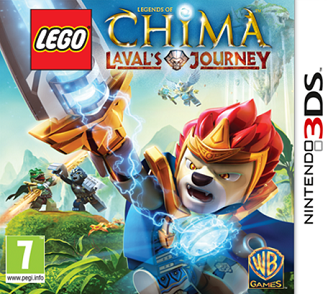 LEGO
LEGENDS OF
CHIMA
LAVAL'S JOURNEY
NINTENDO 3DS
7
www.pegi.info
WB
GAMES